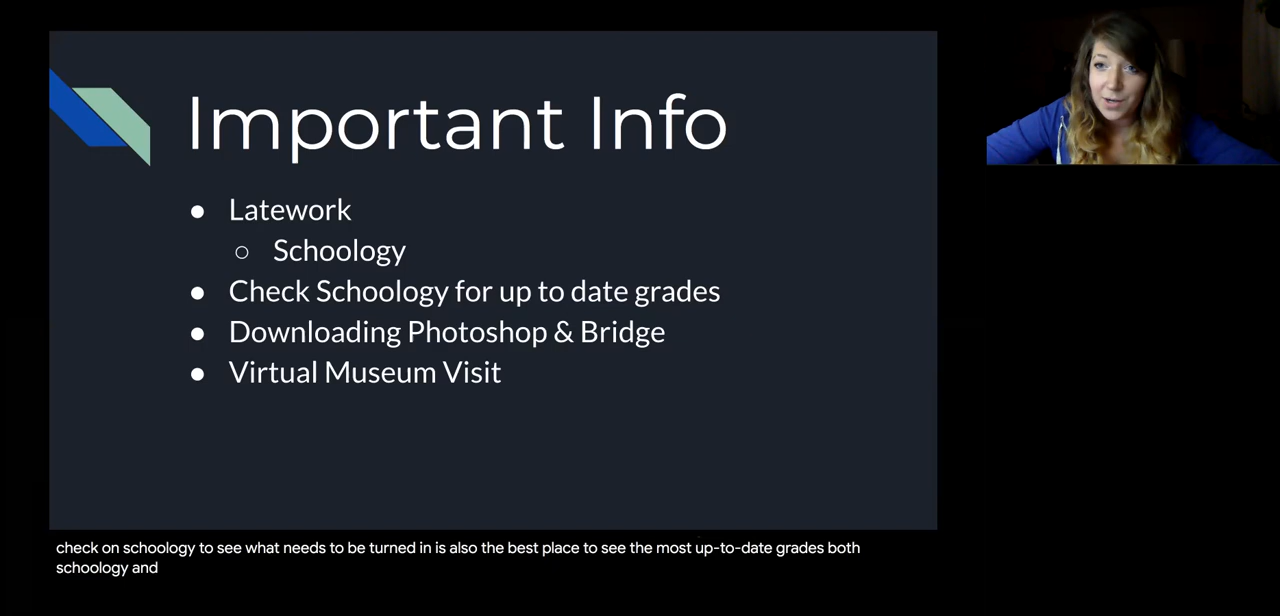 Important Info
● Latework
○ Schoology
● Check Schoology for up to date grades
● Downloading Photoshop & Bridge
● Virtual Museum Visit
check on schoology to see what needs to be turned in is also the best place to see the most up-to-date grades both
schoology and